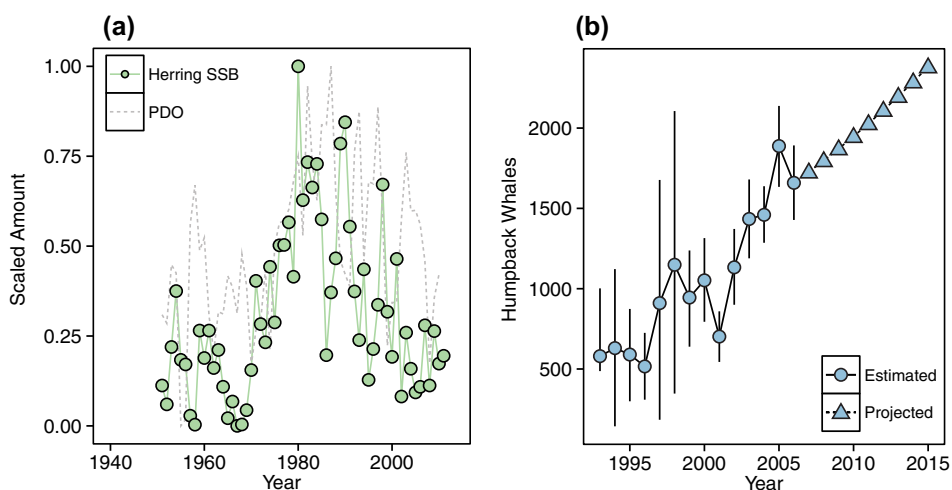 (a)
Scaled Amount
1.00
0.75
0.50
0.25
0.00
Herring SSB
PDO
1940
1960
1980
2000
Year
(b)
Humpback Whales
2000
1500
1000
500
Estimated
Projected
1995
2000
2005
2010
2015
Year